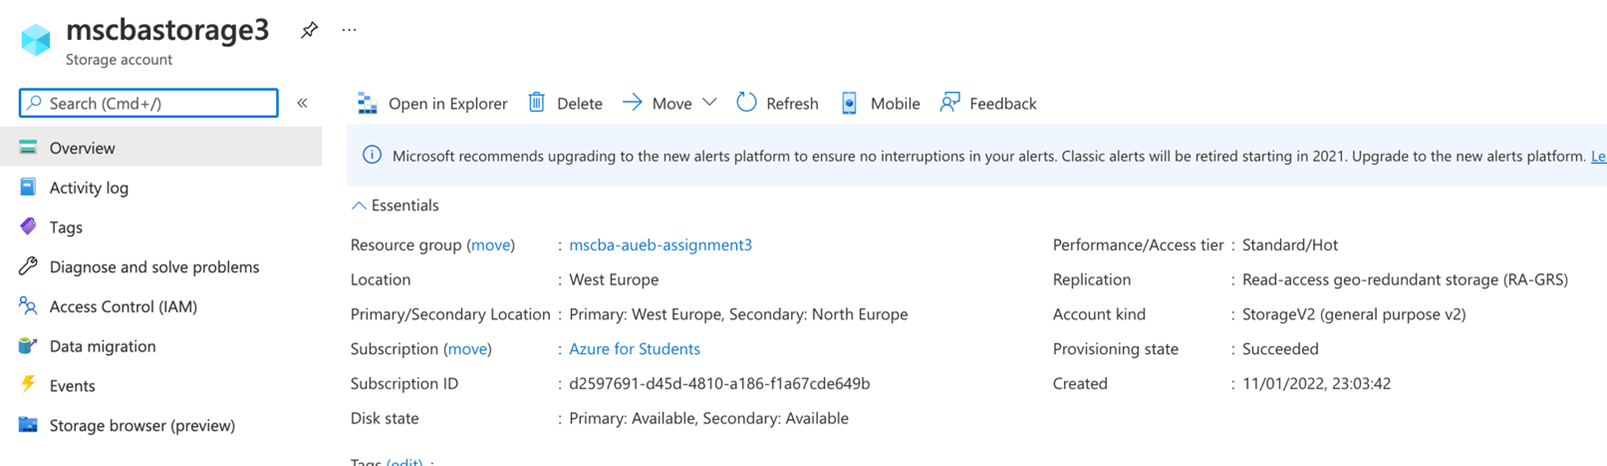 mscbastorage3
Storage account
Search (Cmd+/)
Open in Explorer Delete Move Refresh Mobile Feedback
Overview
Activity log
Tags
Diagnose and solve problems
Access Control (IAM)
Data migration
Events
Storage browser (preview)
Microsoft recommends upgrading to the new alerts platform to ensure no interruptions in your alerts. Classic alerts will be retired starting in 2021. Upgrade to the new alerts platform. Le
Essentials
Resource group (move) : mscba-aueb-assignment3
Location : West Europe
Primary/Secondary Location : Primary: West Europe, Secondary: North Europe
Subscription (move) : Azure for Students
Subscription ID : d2597691-d45d-4810-a186-f1a67cde649b
Disk state : Primary: Available, Secondary: Available
Tags (edit) :
Performance/Access tier : Standard/Hot
Replication : Read-access geo-redundant storage (RA-GRS)
Account kind : StorageV2 (general purpose v2)
Provisioning state : Succeeded
Created : 11/01/2022, 23:03:42